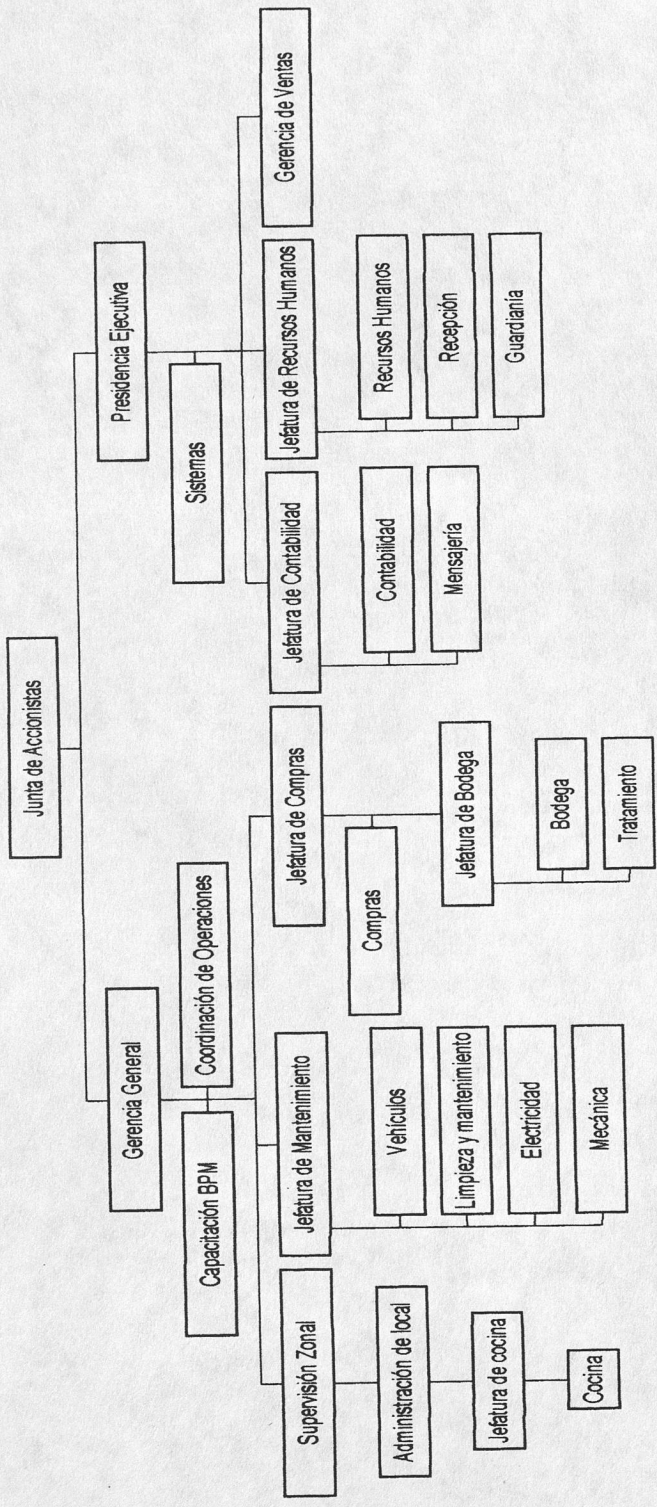 Junta de Accionistas
Gerencia General
Presidencia Ejecutiva
Capacitación BPM
Coordinación de Operaciones
Sistemas
Supervisión Zonal
Jefatura de Mantenimiento
Jefatura de Compras
Jefatura de Contabilidad
Jefatura de Recursos Humanos
Gerencia de Ventas
Administración de local
Vehículos
Compras
Contabilidad
Recursos Humanos
Limpieza y mantenimiento
Mensajería
Recepción
Jefatura de cocina
Electricidad
Jefatura de Bodega
Guardianía
Cocina
Mecánica
Bodega
Tratamiento